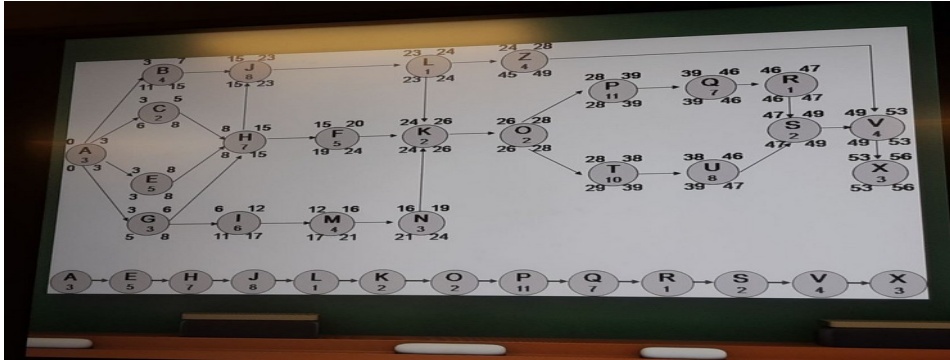 23 24
24 28
15 23
3 7
B
4
11 15
J
8
15 23
L
1
23 24
Z
4
45 49
3 5
C
2
6 8
28 39
P
11
28 39
39 46
Q
7
39 46
46 47
R
1
46 47
0 3
A
3
0 3
8 15
H
7
8 15
15 20
F
5
19 24
24 26
K
2
24 26
26 28
O
2
26 28
47 49
S
2
47 49
49 53
V
4
49 53
3 8
E
5
3 8
28 38
T
10
29 39
38 46
U
8
39 47
53 56
X
3
53 56
3 6
G
3
5 8
6 12
I
6
11 17
12 16
M
4
17 21
16 19
N
3
21 24
A E H J L K O P Q R S V X
3 5 7 8 1 2 2 11 7 1 2 4 3